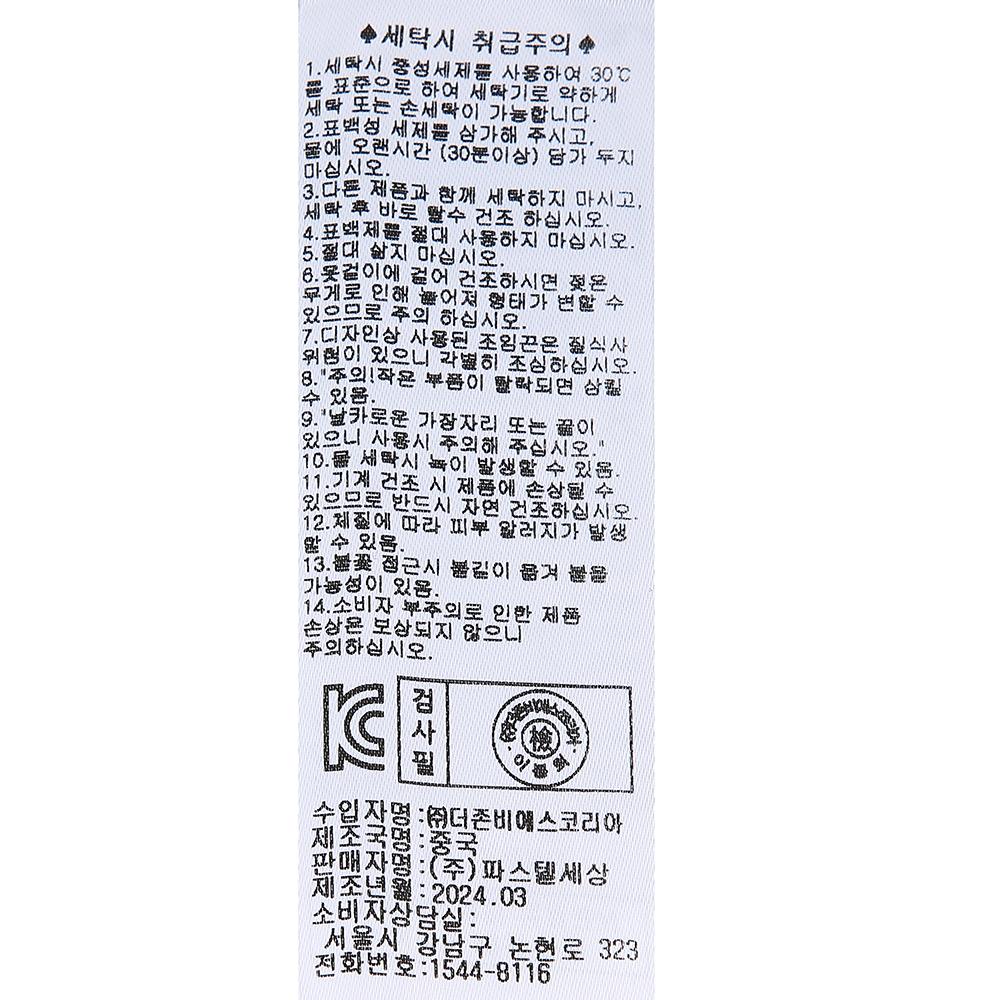 ♠세탁시 취급주의♠
1.세탁시 중성세제를 사용하여 30℃
를 표준으로 하여 세탁기로 약하게
세탁 또는 손세탁이 가능합니다.
2.표백성 세제를 삼가해 주시고,
물에 오랜시간 (30분이상) 담가 두지
마십시오.
3.다른 제품과 함께 세탁하지 마시고,
세탁 후 바로 탈수 건조 하십시오.
4.표백제를 절대 사용하지 마십시오.
5.절대 삶지 마십시오.
6.옷걸이에 걸어 건조하시면 젖은
무게로 인해 늘어져 형태가 변할 수
있으므로 주의 하십시오.
7.디자인상 사용된 조임끈은 질식사
위험이 있으니 각별히 조심하십시오.
8."주의!작은 부품이 탈락되면 삼킬
수 있음.
9."날카로운 가장자리 또는 끝이
있으니 사용시 주의해 주십시오."
10.물 세탁시 녹이 발생할 수 있음.
11.기계 건조 시 제품에 손상될 수
있으므로 반드시 자연 건조하십시오.
12.체질에 따라 피부 알러지가 발생
할 수 있음.
13.불꽃 접근시 불길이 옮겨 붙을
가능성이 있음.
14.소비자 부주의로 인한 제품
손상은 보상되지 않으니
주의하십시오.
KC
검사필
㈜더존비에스코리아
檢
수입자명:㈜더존비에스코리아
제조국명:중국
판매자명:(주)파스텔세상
제조년월:2024.03
소비자상담실:
서울시 강남구 논현로 323
전화번호:1544-8116